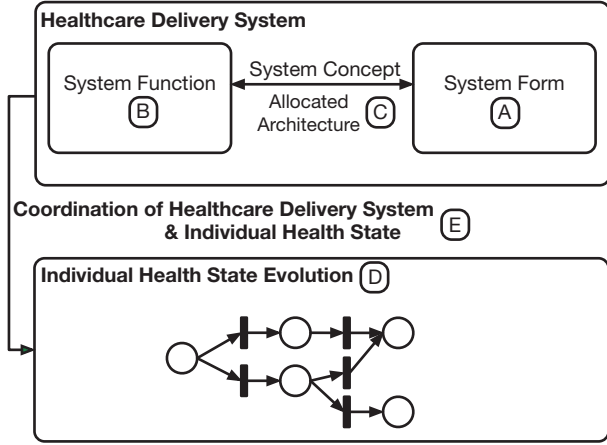 Healthcare Delivery System
System Function
B
System Concept
Allocated
Architecture
C
System Form
A
Coordination of Healthcare Delivery System
& Individual Health State
E
Individual Health State Evolution
D